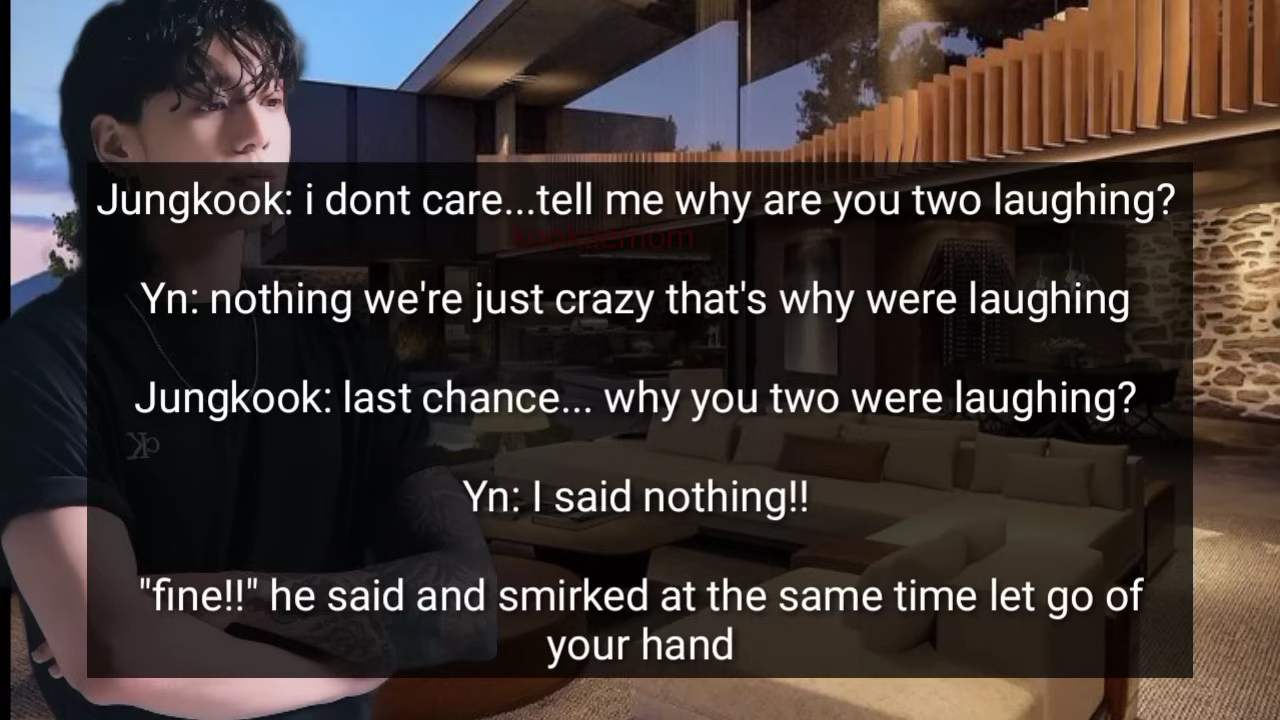 Jungkook: i dont care...tell me why are you two laughing?
kooksemom
Yn: nothing we're just crazy that's why were laughing
Jungkook: last chance... why you two were laughing?
cK
Yn: I said nothing!!
"fine!!" he said and smirked at the same time let go of
your hand